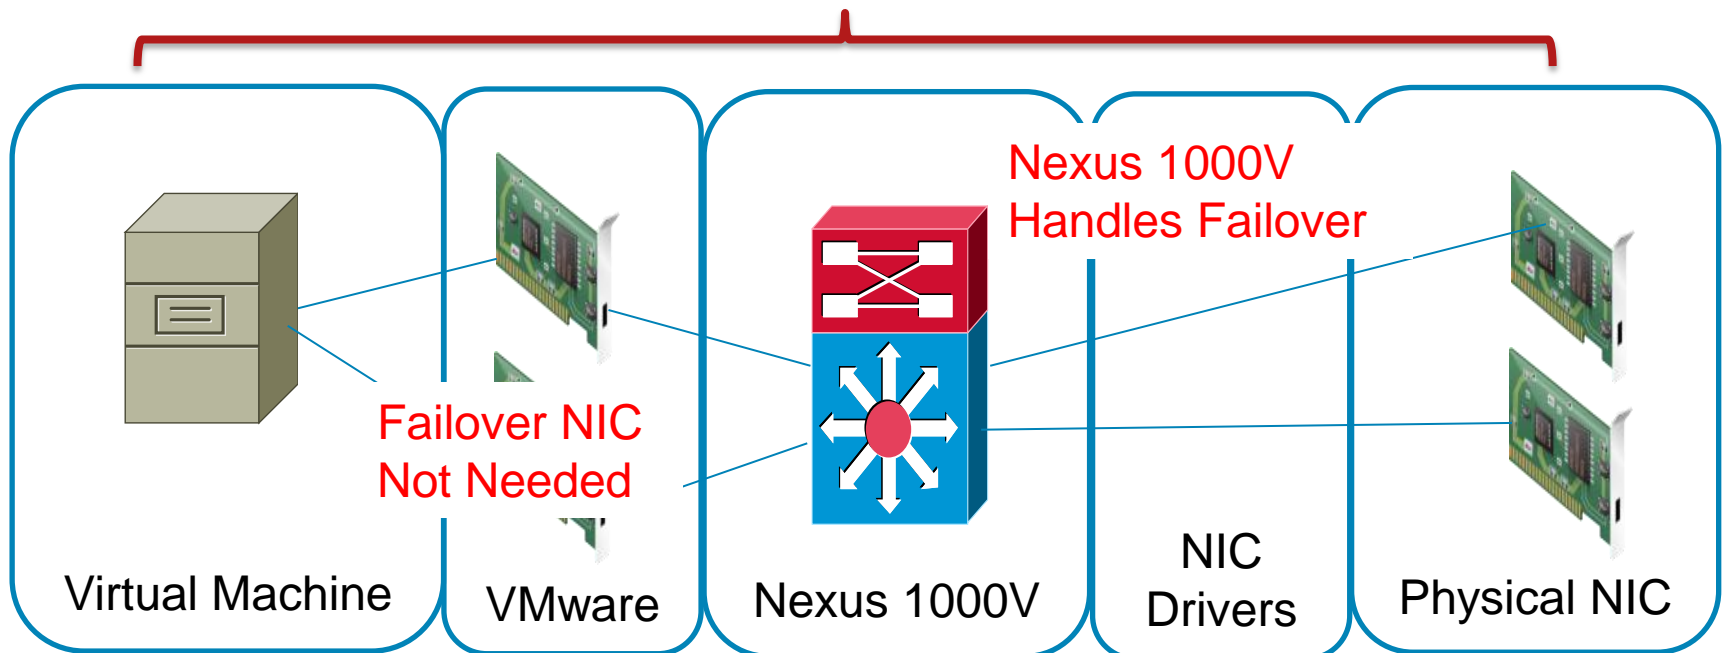 Nexus 1000V
Handles Failover
Failover NIC
Not Needed
Virtual Machine
VMware
Nexus 1000V
NIC
Drivers
Physical NIC